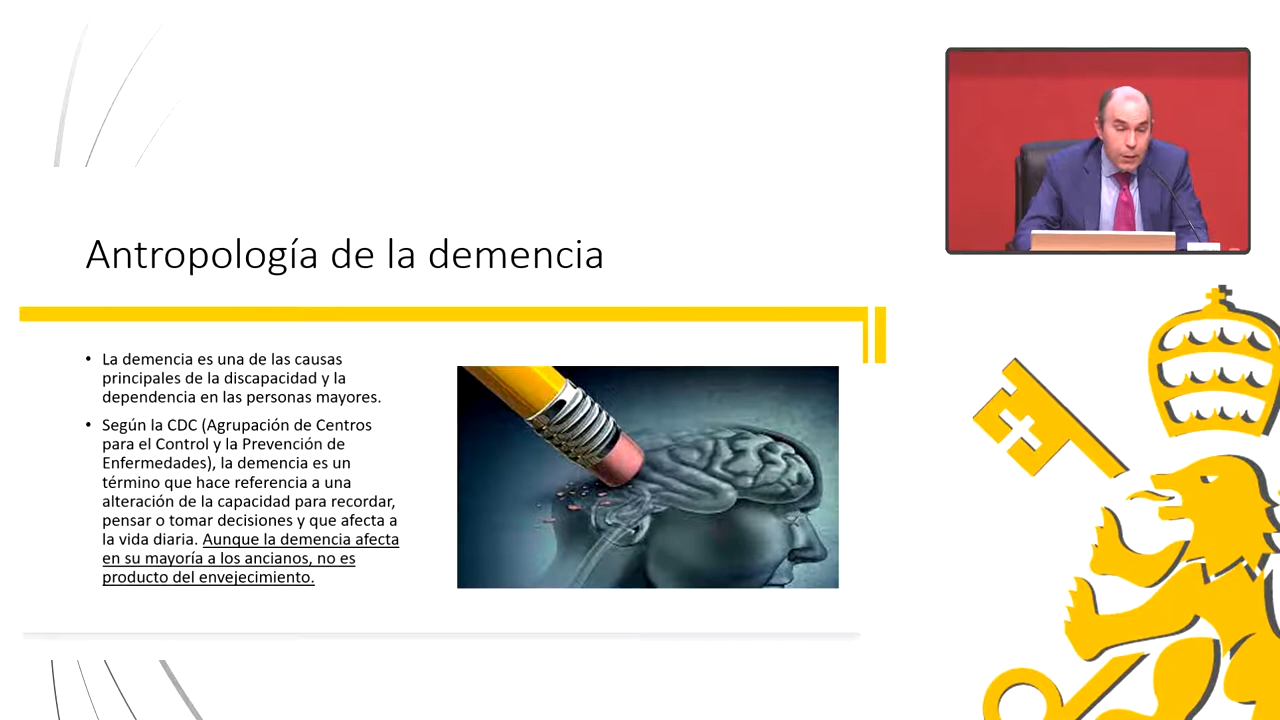 Antropología de la demencia
• La demencia es una de las causas
principales de la discapacidad y la
dependencia en las personas mayores.
• Según la CDC (Agrupación de Centros
para el Control y la Prevención de
Enfermedades), la demencia es un
término que hace referencia a una
alteración de la capacidad para recordar,
pensar o tomar decisiones y que afecta a
la vida diaria. Aunque la demencia afecta
en su mayoría a los ancianos, no es
producto del envejecimiento.